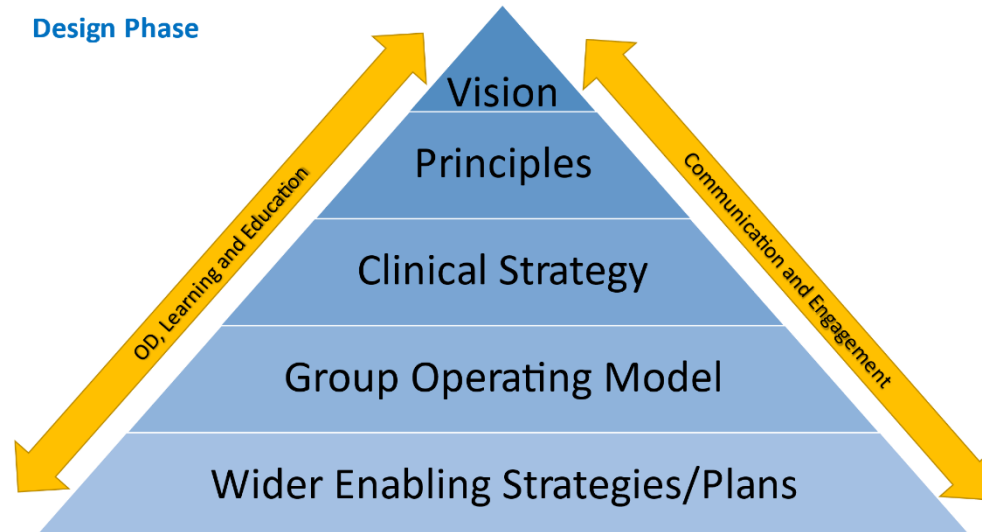 Design Phase
Vision
Principles
Clinical Strategy
Group Operating Model
Wider Enabling Strategies/Plans
OD, Learning and Education
Communication and Engagement